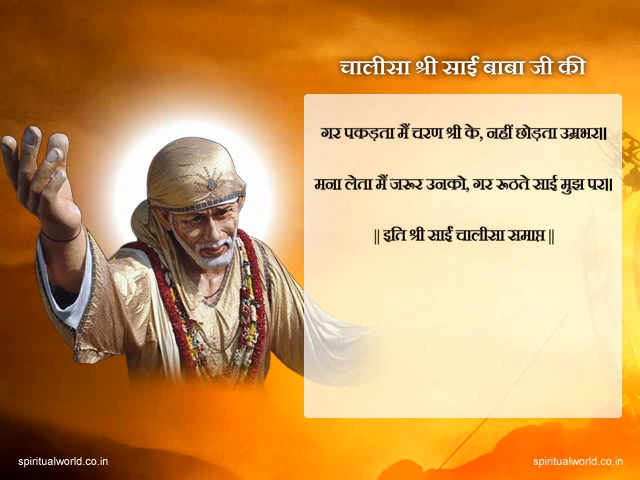 चालीसा श्री साईं बाबा जी की
गर पकड़ता मैं चरण श्री के, नहीं छोड़ता उम्रभर॥
मना लेता मैं जरूर उनको, गर रूठते साईं मुझ पर॥
|| इति श्री साईं चालीसा समाप्त ||
spiritualworld.co.in
spiritualworld.co.in